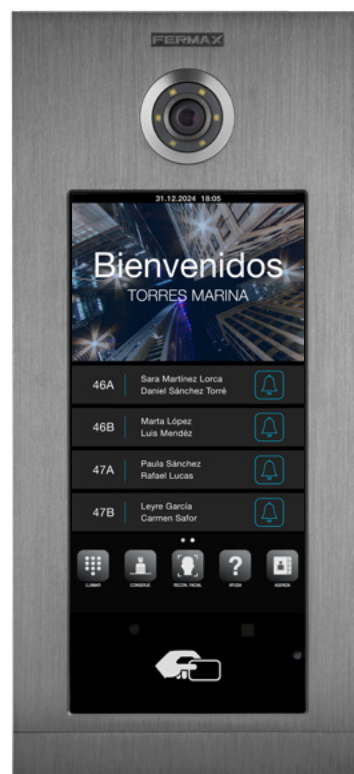 FERMAX
31.12.2024 18:05
Bienvenidos
TORRES MARINA
46A
Sara Martínez Lorca
Daniel Sánchez Torré
46B
Marta López
Luis Mendéz
47A
Paula Sánchez
Rafael Lucas
47B
Leyre García
Carmen Safor
LLAMAR
CONSERJE
RECON. FACIAL
?
AYUDA
AGENDA